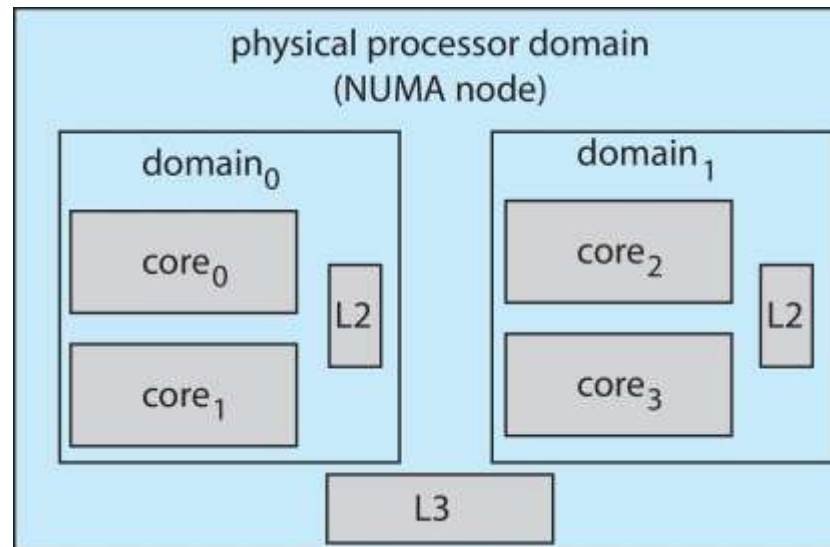 physical processor domain
(NUMA node)
domain₀
core₀
L2
core₁
domain₁
core₂
L2
core₃
L3